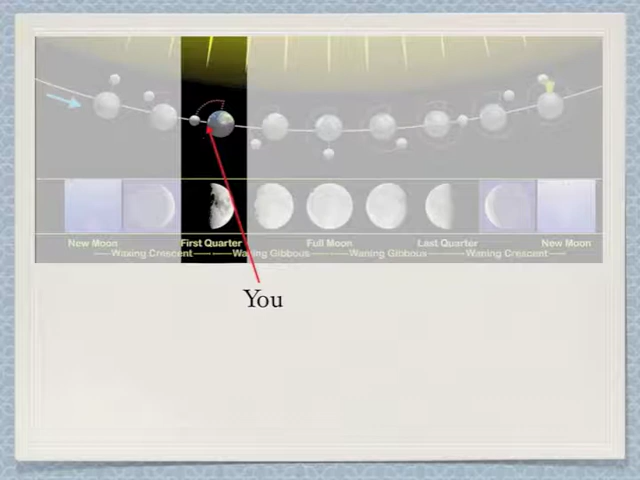 New Moon First Quarter Full Moon Last Quarter New Moon
Waxing Crescent Waxing Gibbous Waning Gibbous Waning Crescent
You